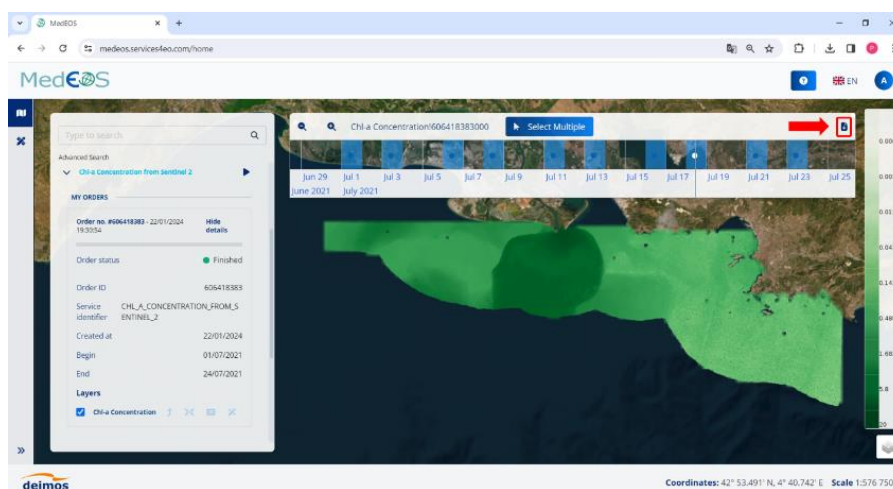 MedEOS
medeos.services4eo.com/home
MedEOS
EN
A
Type to search
Chl-a Concentration!606418383000
Select Multiple
Advanced Search
Chl-a Concentration from Sentinel 2
MY ORDERS
Jun 29 Jul 1 Jul 3 Jul 5 Jul 7 Jul 9 Jul 11 Jul 13 Jul 15 Jul 17 Jul 19 Jul 21 Jul 23 Jul 25
June 2021 July 2021
Order no. #606418383 - 22/01/2024 Hide
19:30:54 details
Order status Finished
Order ID 606418383
Service CHL_A_CONCENTRATION_FROM_S
identifier ENTINEL_2
Created at 22/01/2024
Begin 01/07/2021
End 24/07/2021
Layers
Chl-a Concentration
5.8
deimos
Coordinates: 42° 53.491' N, 4° 40.742' E Scale 1:576 750